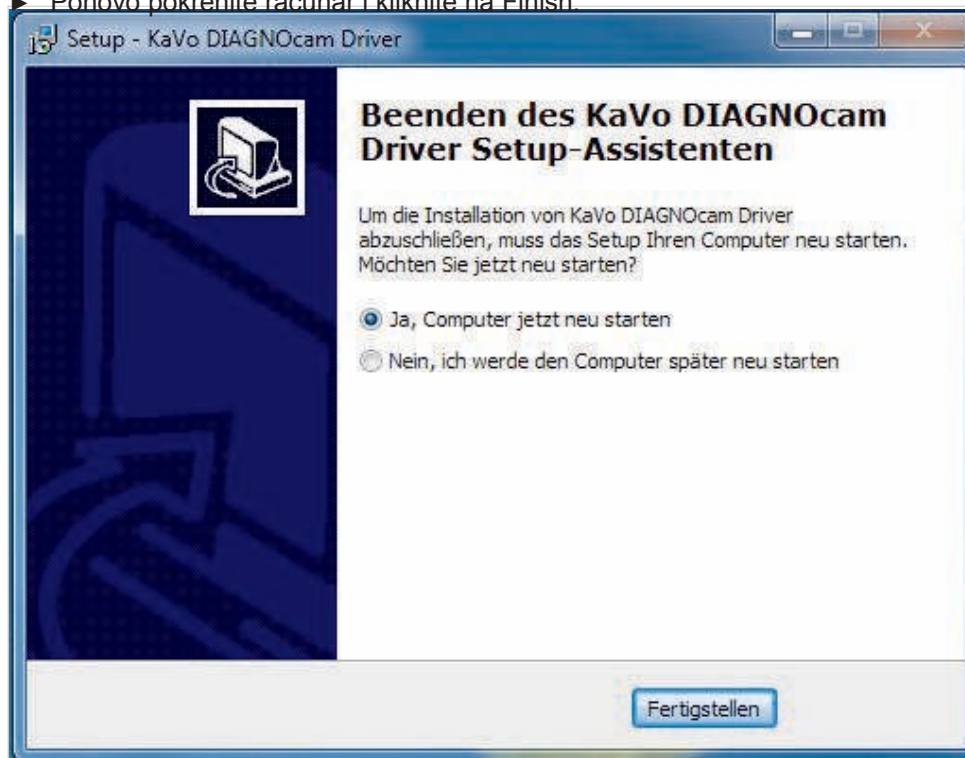 ► Ponovo pokrenite računar i kliknite na Finish.
Setup - KaVo DIAGNOcam Driver
Beenden des KaVo DIAGNOcam
Driver Setup-Assistenten
Um die Installation von KaVo DIAGNOcam Driver
abzuschließen, muss das Setup Ihren Computer neu starten.
Möchten Sie jetzt neu starten?
Ja, Computer jetzt neu starten
Nein, ich werde den Computer später neu starten
Fertigstellen